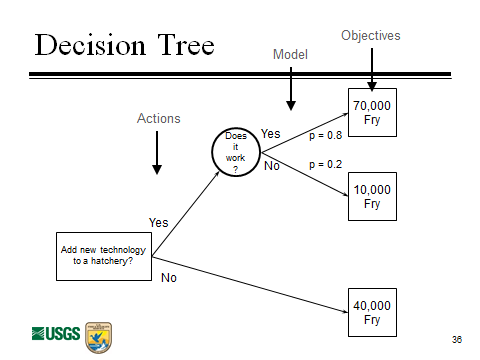 Decision Tree
Objectives
Model
Actions
70,000
Fry
Does
it
work
?
Yes
p = 0.8
No
p = 0.2
10,000
Fry
Yes
Add new technology
to a hatchery?
No
40,000
Fry
USGS
36